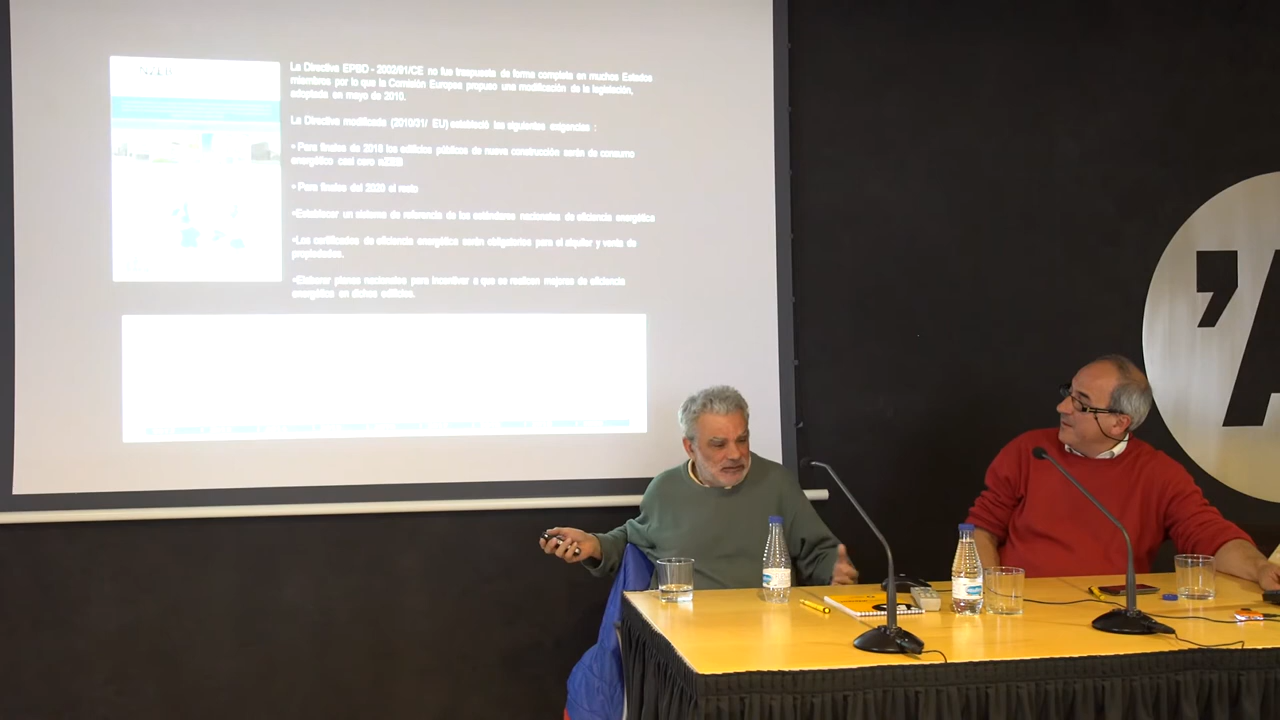 NZEB
La Directiva EPBD - 2002/91/CE no fue traspuesta de forma completa en muchos Estados
miembros por lo que la Comisión Europea propuso una modificación de la legislación,
adoptada en mayo de 2010.
La Directiva modificada (2010/31/ EU) estableció las siguientes exigencias :
• Para finales de 2018 los edificios públicos de nueva construcción serán de consumo
energético casi cero nZEB
• Para finales del 2020 el resto
•Establecer un sistema de referencia de los estándares nacionales de eficiencia energética
•Los certificados de eficiencia energética serán obligatorios para el alquiler y venta de
propiedades.
•Elaborar planes nacionales para incentivar a que se realicen mejoras de eficiencia
energética en dichos edificios.
'A